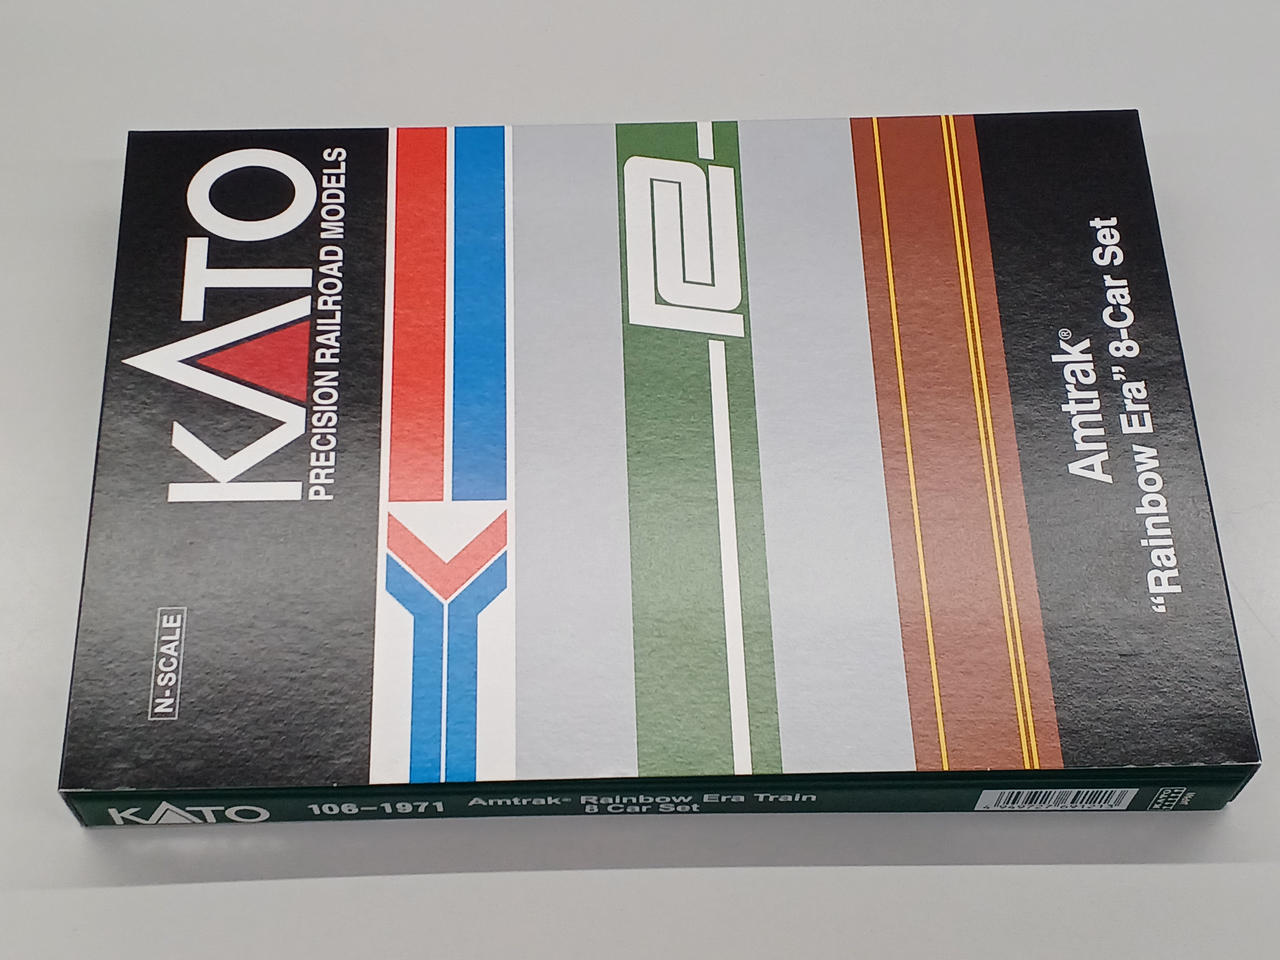 KATO
PRECISION RAILROAD MODELS
N-SCALE
Amtrak®
“Rainbow Era” 8-Car Set
KATO 106-1971 Amtrak® Rainbow Era Train
8 Car Set